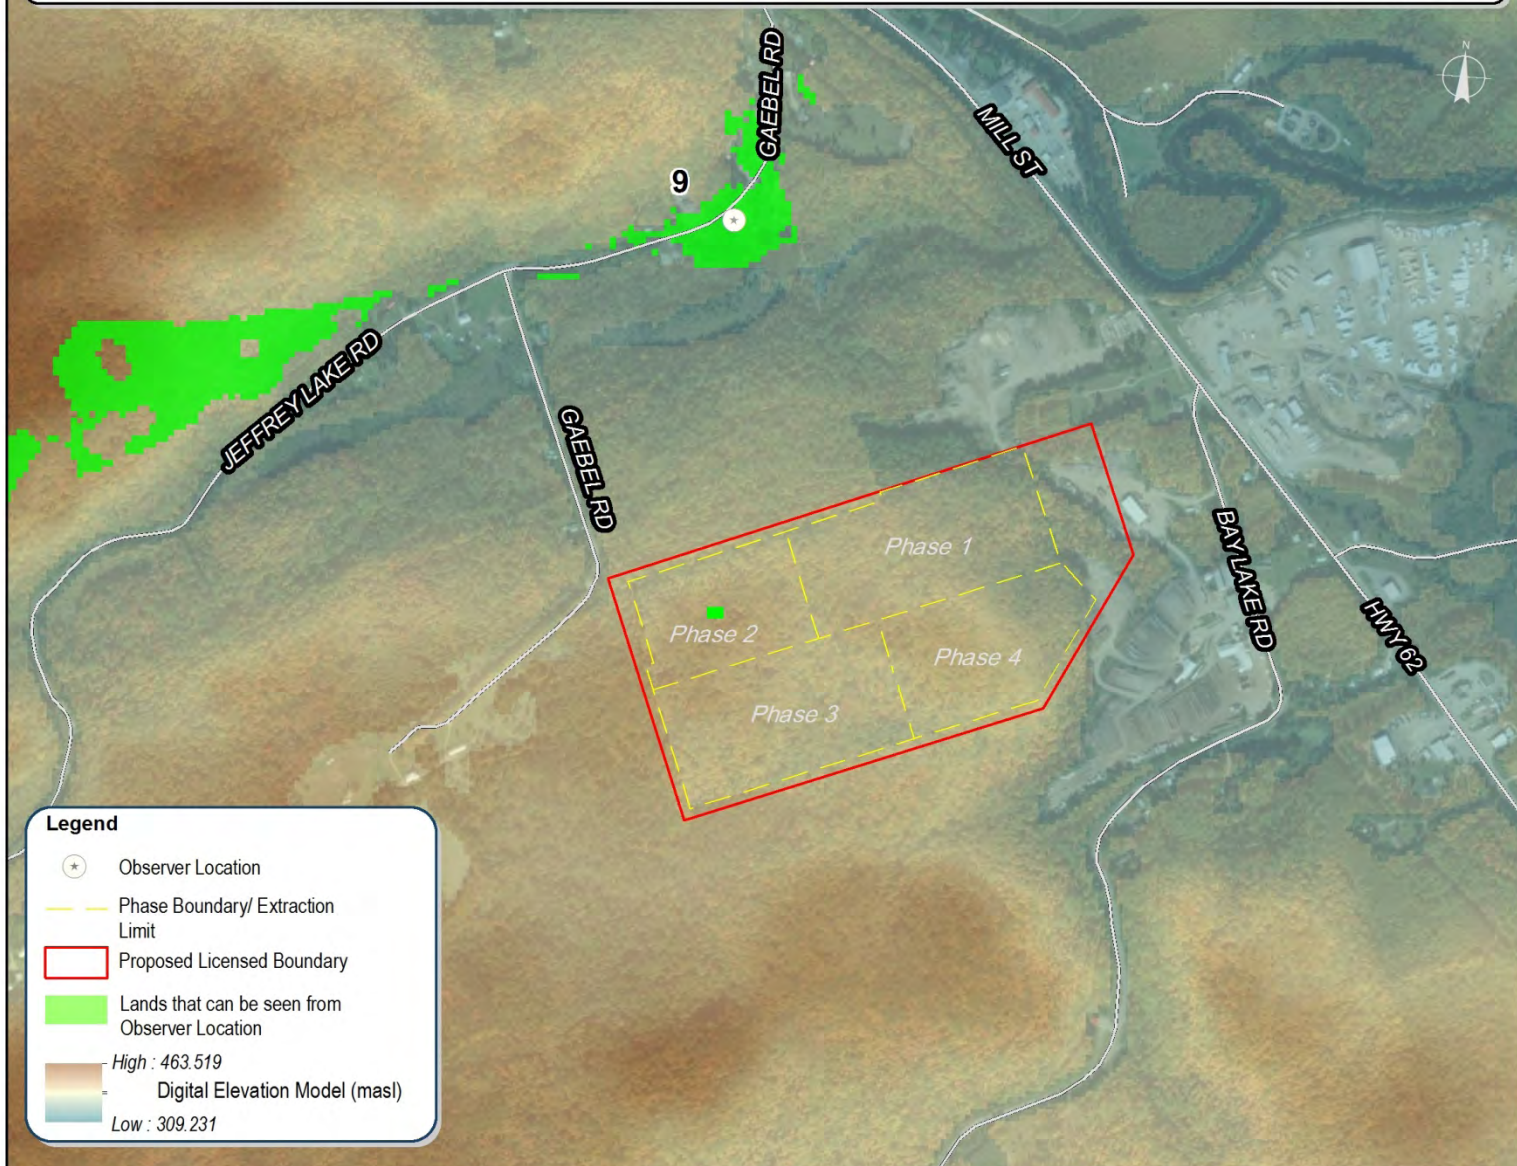 N
GAEBEL RD
MILL ST
9
JEFFREY LAKE RD
GAEBEL RD
Phase 1
BAY LAKE RD
Phase 2
HWY 62
Phase 4
Phase 3
Legend
Observer Location
Phase Boundary/ Extraction
Limit
Proposed Licensed Boundary
Lands that can be seen from
Observer Location
High : 463.519
Digital Elevation Model (masl)
Low : 309.231